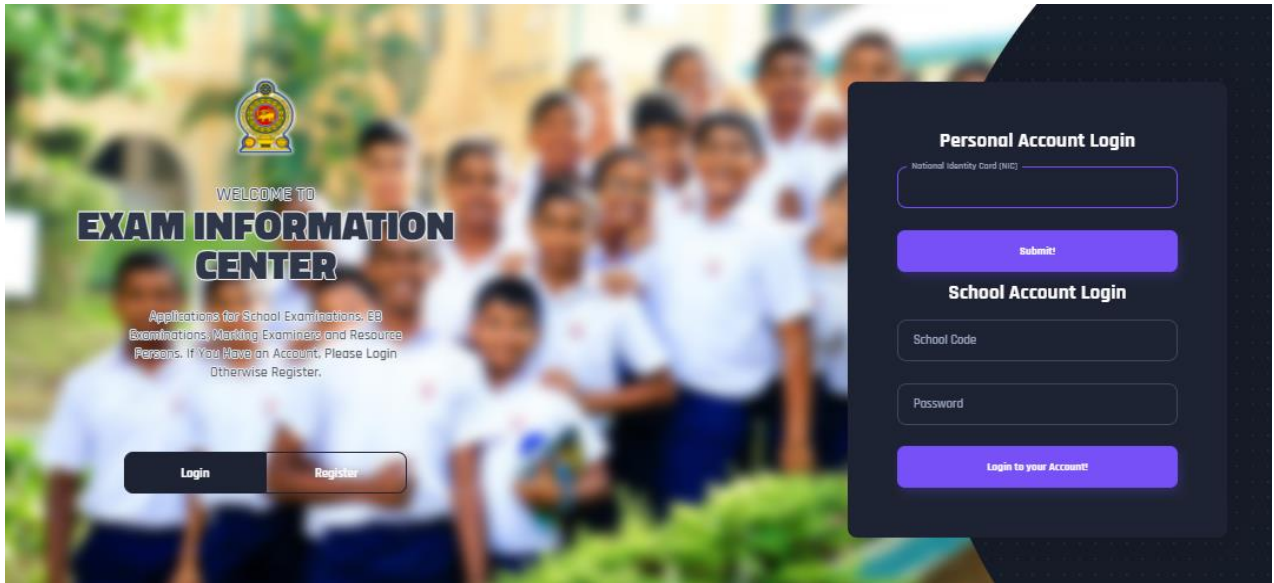 WELCOME TO
EXAM INFORMATION
CENTER
Applications for School Examinations, EB
Examinations, Marking Examiners and Resource
Persons. If You Have an Account, Please Login
Otherwise Register.
Login
Register
Personal Account Login
National Identity Card (NIC)
Submit!
School Account Login
School Code
Password
Login to your Account!